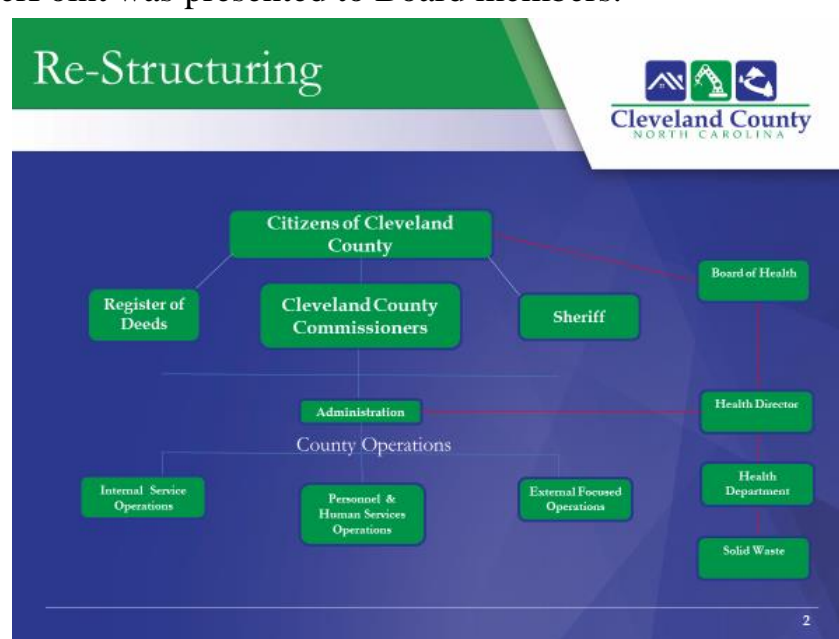 was presented to Board members.
Re-Structuring
Cleveland County
NORTH CAROLINA
Citizens of Cleveland
County
Board of Health
Register of
Deeds
Cleveland County
Commissioners
Sheriff
Administration
Health Director
County Operations
Internal Service
Operations
Personnel &
Human Services
Operations
External Focused
Operations
Health
Department
Solid Waste
2